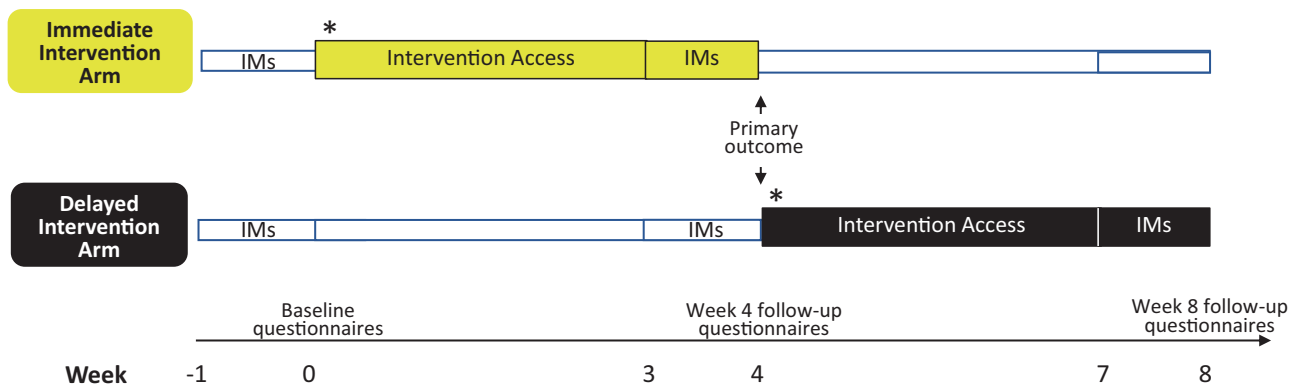 Immediate
Intervention
Arm
*
IMs
Intervention Access
IMs
Primary
outcome
Delayed
Intervention
Arm
*
IMs
IMs
Intervention Access
IMs
Baseline
questionnaires
Week 4 follow-up
questionnaires
Week 8 follow-up
questionnaires
Week -1 0 3 4 7 8